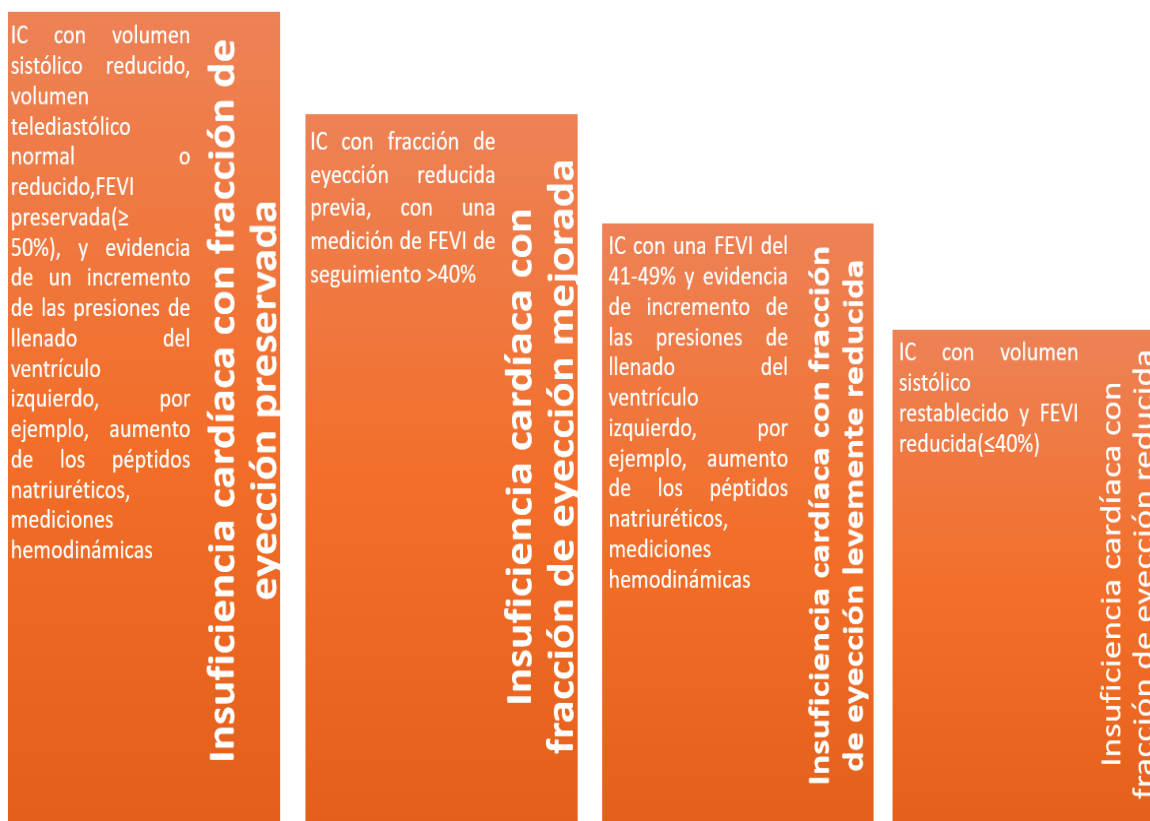 IC con volumen
sistólico reducido,
volumen
telediastólico
normal o
reducido,FEVI
preservada(≥
50%), y evidencia
de un incremento
de las presiones de
llenado del
ventrículo
izquierdo, por
ejemplo, aumento
de los péptidos
natriuréticos,
mediciones
hemodinámicas
Insuficiencia cardíaca con fracción de
eyección preservada
IC con fracción de
eyección reducida
previa, con una
medición de FEVI de
seguimiento >40%
Insuficiencia cardíaca con
fracción de eyección mejorada
IC con una FEVI del
41-49% y evidencia
de incremento de
las presiones de
llenado del
ventrículo
izquierdo, por
ejemplo, aumento
de los péptidos
natriuréticos,
mediciones
hemodinámicas
Insuficiencia cardíaca con fracción
de eyección levemente reducida
IC con volumen
sistólico
restablecido y FEVI
reducida(≤40%)
Insuficiencia cardíaca con
fracción de eyección reducida